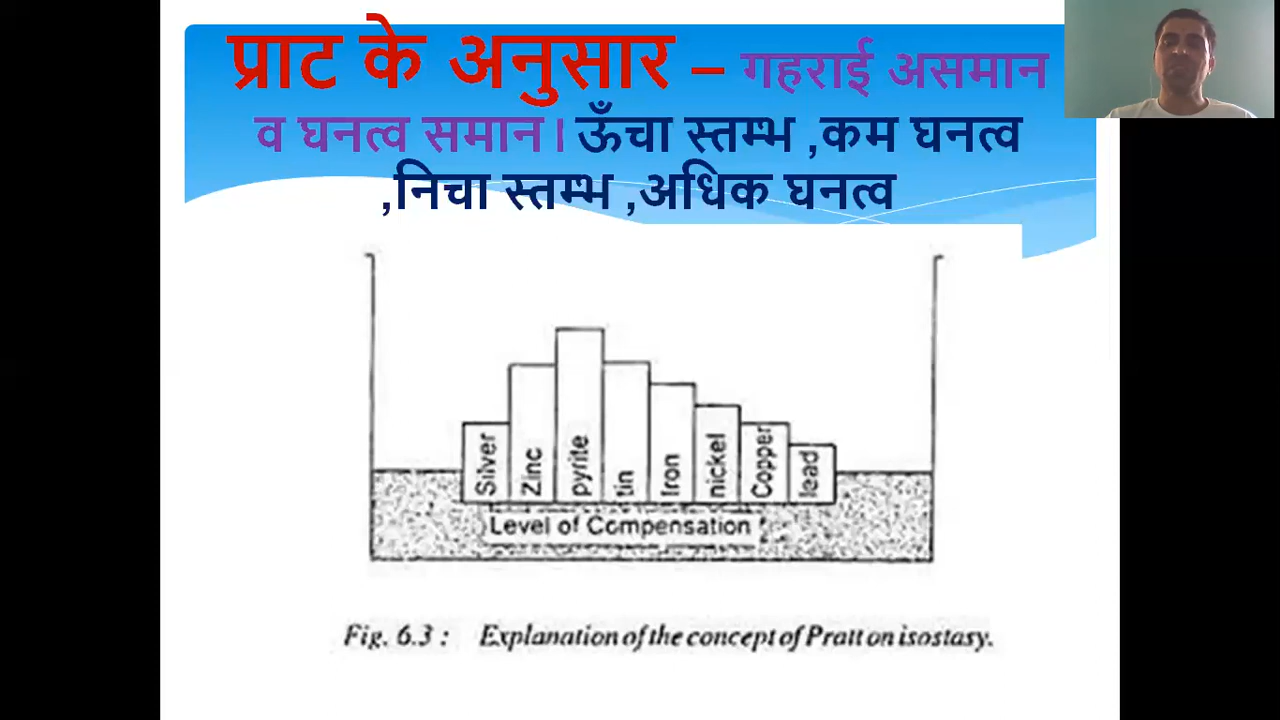 प्राट के अनुसार – गहराई असमान
व घनत्व समान। ऊँचा स्तम्भ ,कम घनत्व
,निचा स्तम्भ ,अधिक घनत्व
Silver
Zinc
pyrite
tin
Iron
nickel
Copper
lead
Level of Compensation
Fig. 6.3 : Explanation of the concept of Pratt on isostasy.